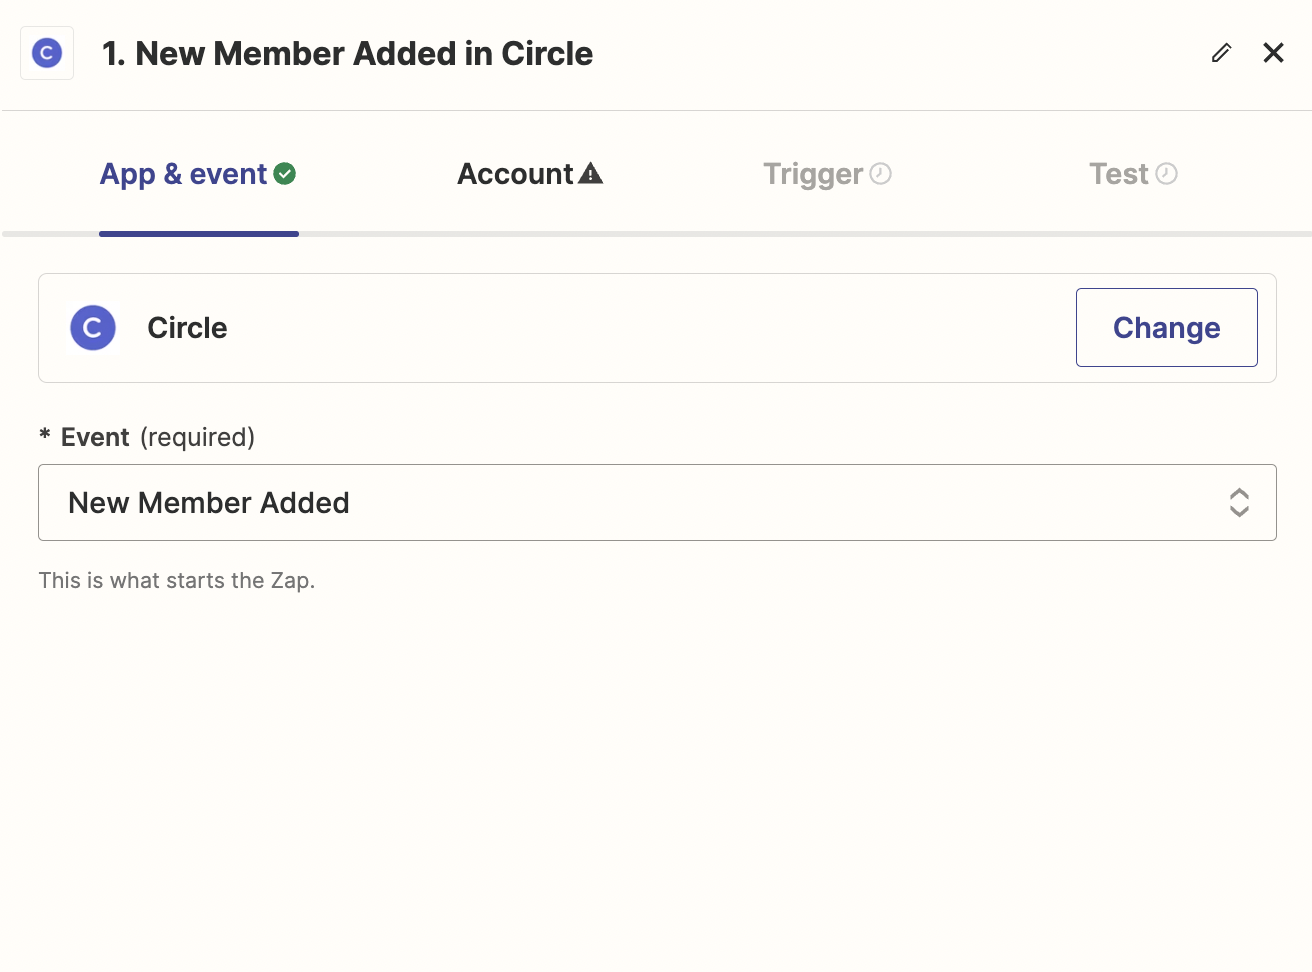 C
1. New Member Added in Circle
App & event Account Trigger Test
C Circle Change
* Event (required)
New Member Added
This is what starts the Zap.